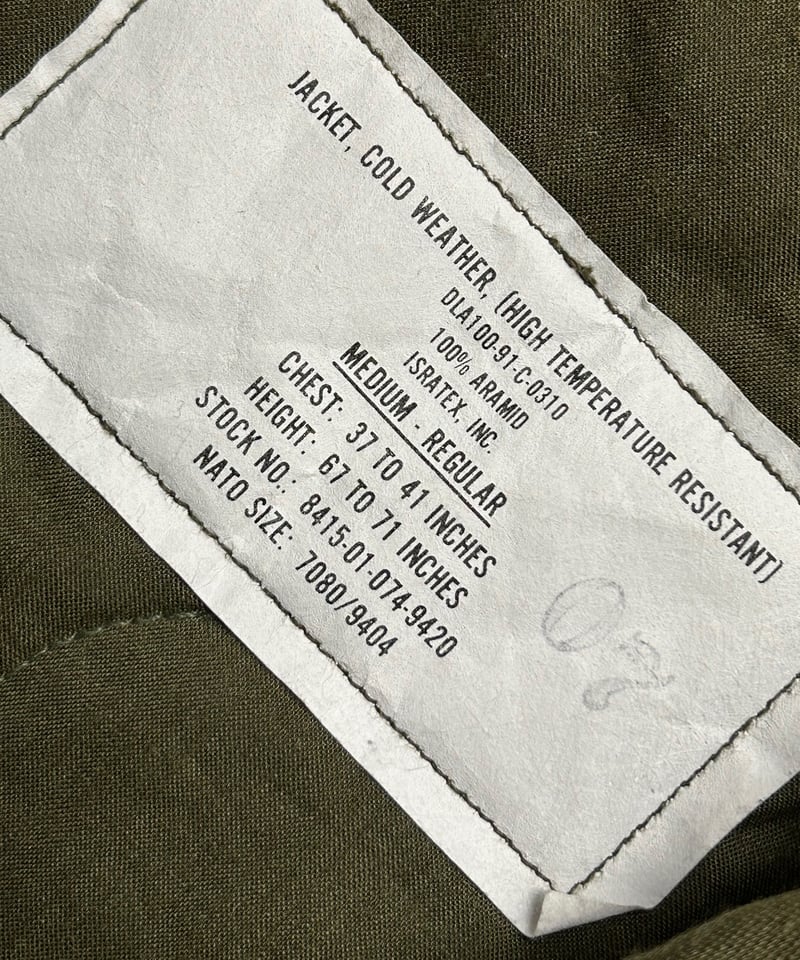 JACKET, COLD WEATHER, (HIGH TEMPERATURE RESISTANT)
DLA100-91-C-0310
100% ARAMID
ISRATEX, INC.
MEDIUM - REGULAR
CHEST: 37 TO 41 INCHES
HEIGHT: 67 TO 71 INCHES
STOCK NO.: 8415-01-074-9420
NATO SIZE: 7080/9404